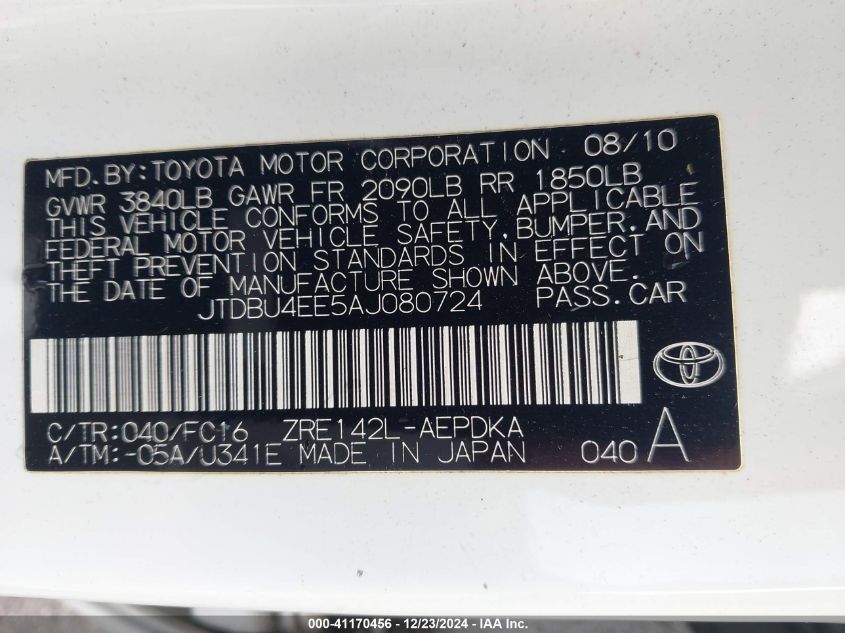 MFD.BY:TOYOTA MOTOR CORPORATION 08/10
GVWR 3840LB GAWR FR 2090LB RR 1850LB
THIS VEHICLE CONFORMS TO ALL APPLICABLE
FEDERAL MOTOR VEHICLE SAFETY,BUMPER,AND
THEFT PREVENTION STANDARDS IN EFFECT ON
THE DATE OF MANUFACTURE SHOWN ABOVE.
JTDBU4EE5AJ080724 PASS.CAR
C/TR:040/FC16 ZRE142L-AEPDKA
A/TM:-05A/U341E MADE IN JAPAN 040 A
000-41170456 - 12/23/2024 - IAA Inc.